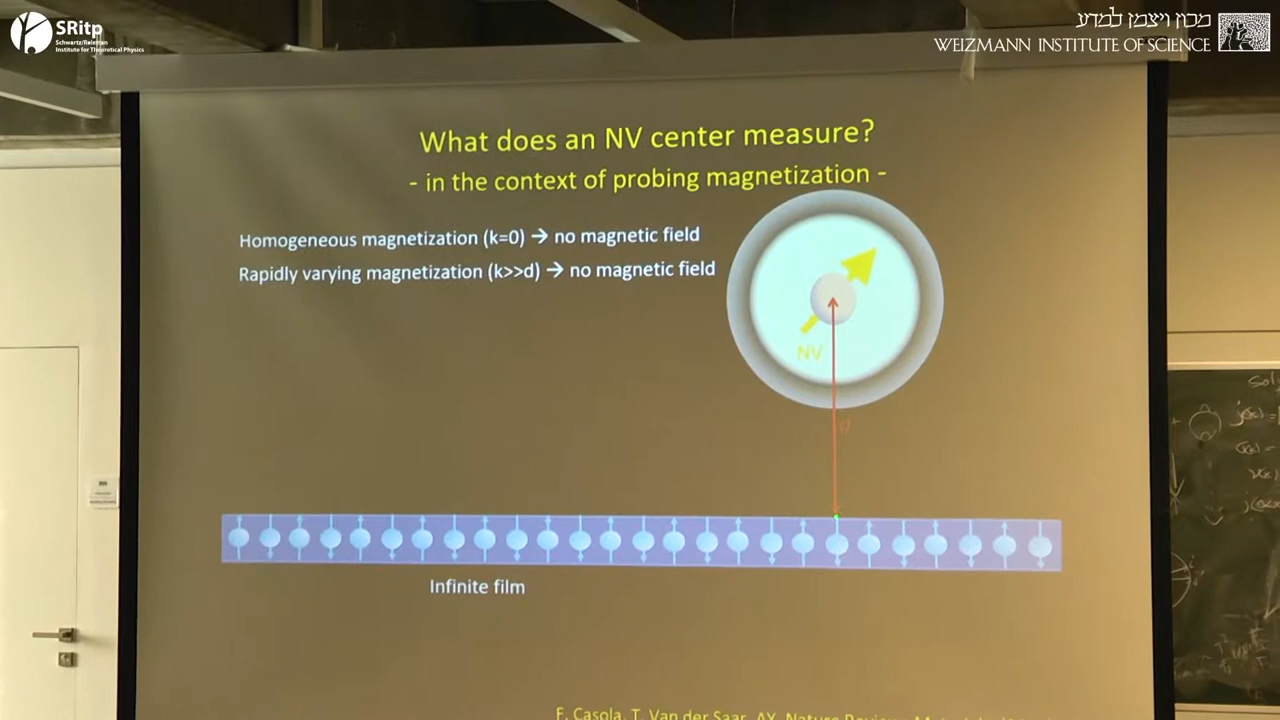 SRitp
Schwartz/Reisman
Institute for Theoretical Physics
מכון ויצמן למדע
WEIZMANN INSTITUTE OF SCIENCE
What does an NV center measure?
- in the context of probing magnetization -
Homogeneous magnetization (k=0) → no magnetic field
Rapidly varying magnetization (k>>d) → no magnetic field
NV
Infinite film
F. Casola, T. Van der Saar, AY, Nature Review